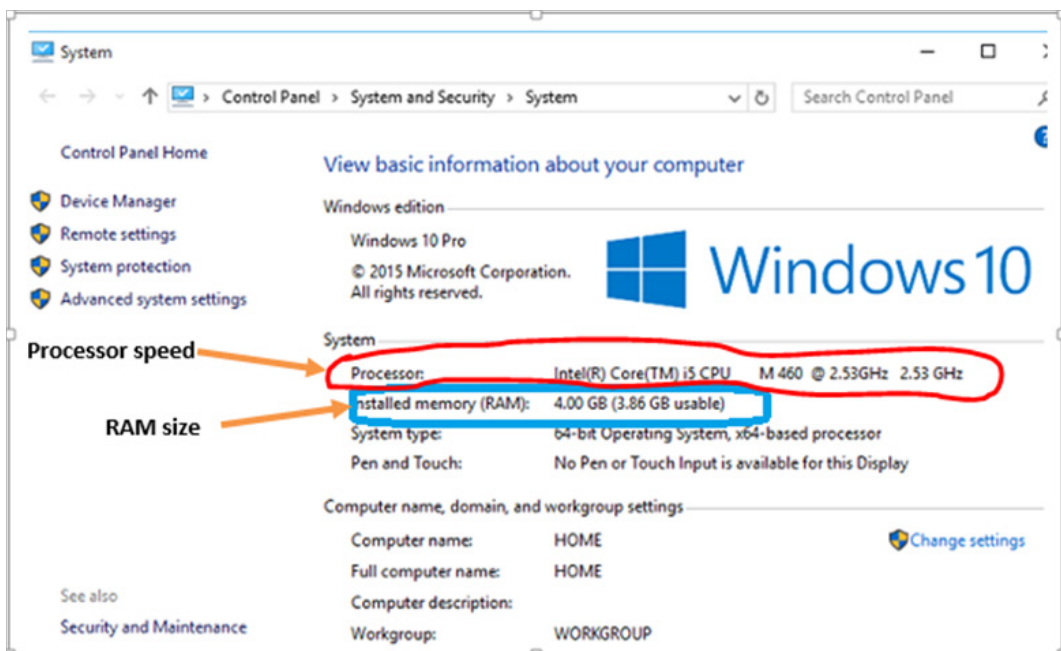 System
Control Panel > System and Security > System
Search Control Panel
Control Panel Home
Device Manager
Remote settings
System protection
Advanced system settings
View basic information about your computer
Windows edition
Windows 10 Pro
© 2015 Microsoft Corporation.
All rights reserved.
Windows 10
System
Processor speed
Processor: Intel(R) Core(TM) i5 CPU M 460 @ 2.53GHz 2.53 GHz
RAM size
Installed memory (RAM): 4.00 GB (3.86 GB usable)
System type: 64-bit Operating System, x64-based processor
Pen and Touch: No Pen or Touch Input is available for this Display
Computer name, domain, and workgroup settings
Computer name: HOME
Change settings
Full computer name: HOME
Computer description:
Workgroup: WORKGROUP
See also
Security and Maintenance